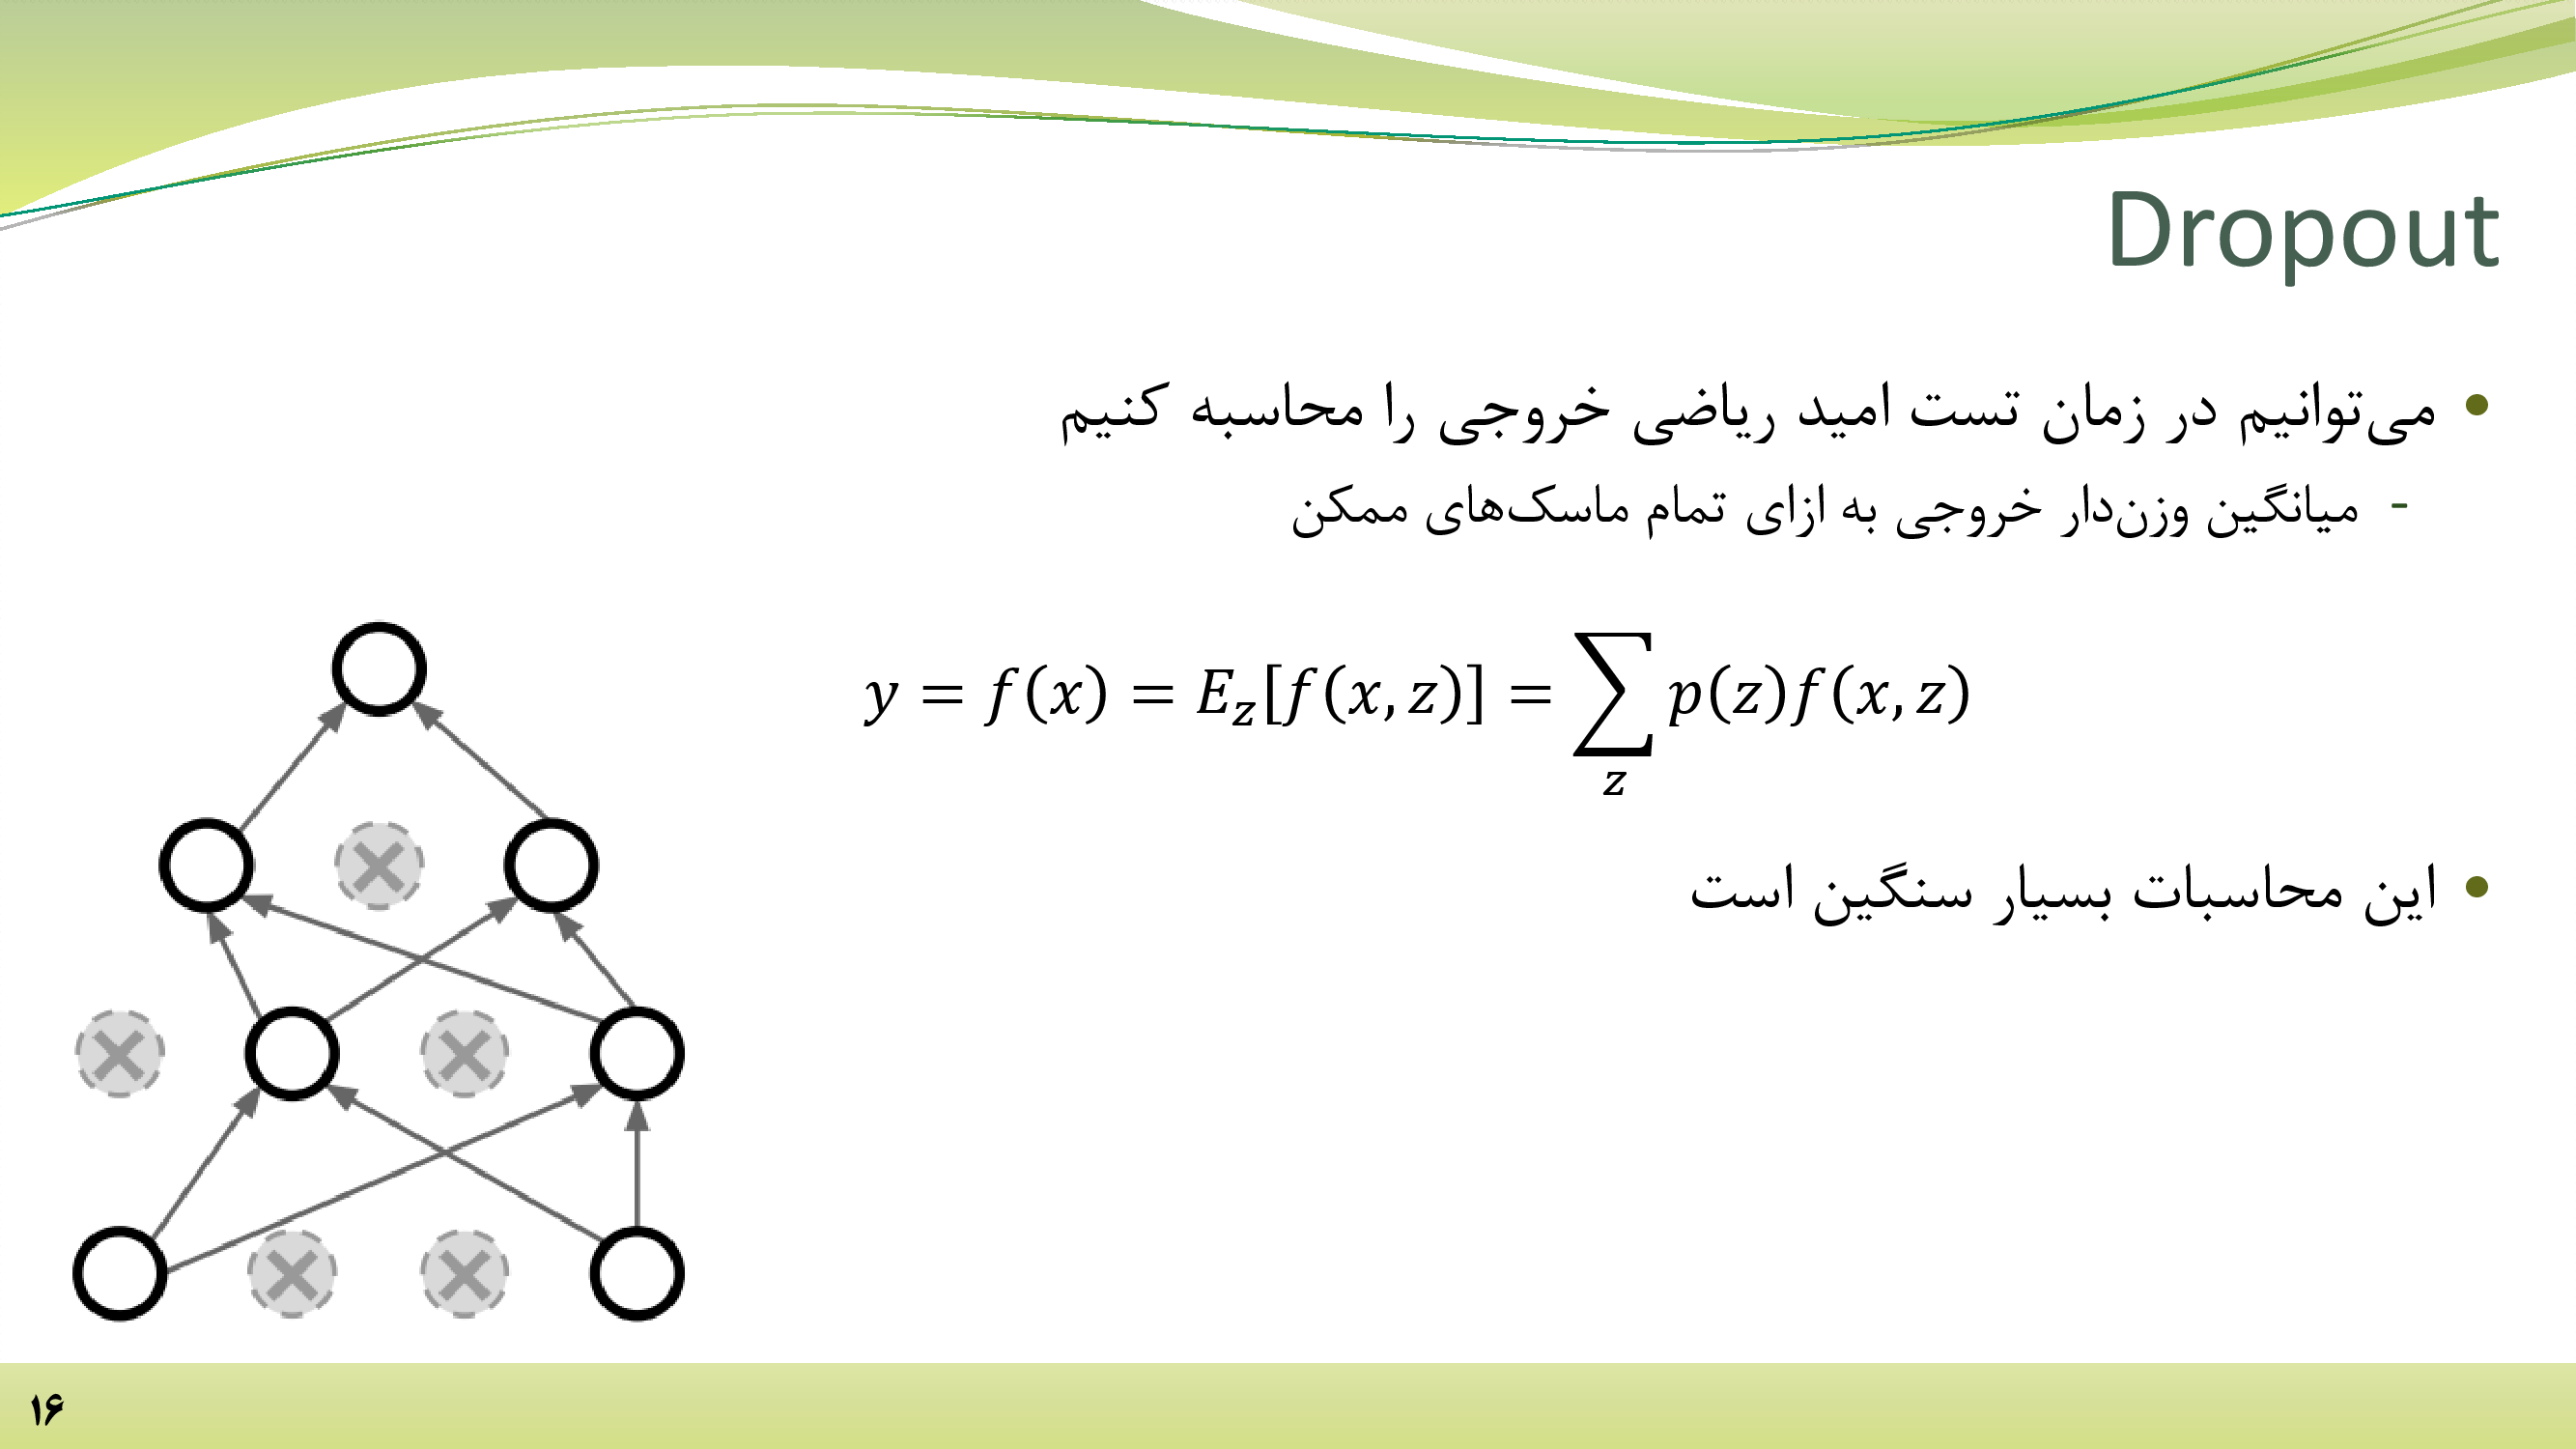 Dropout
• می‌توانیم در زمان تست امید ریاضی خروجی را محاسبه کنیم
- میانگین وزن‌دار خروجی به ازای تمام ماسک‌های ممکن
y = f(x) = E_z[f(x, z)] = ∑_z p(z)f(x, z)
• این محاسبات بسیار سنگین است
۱۶